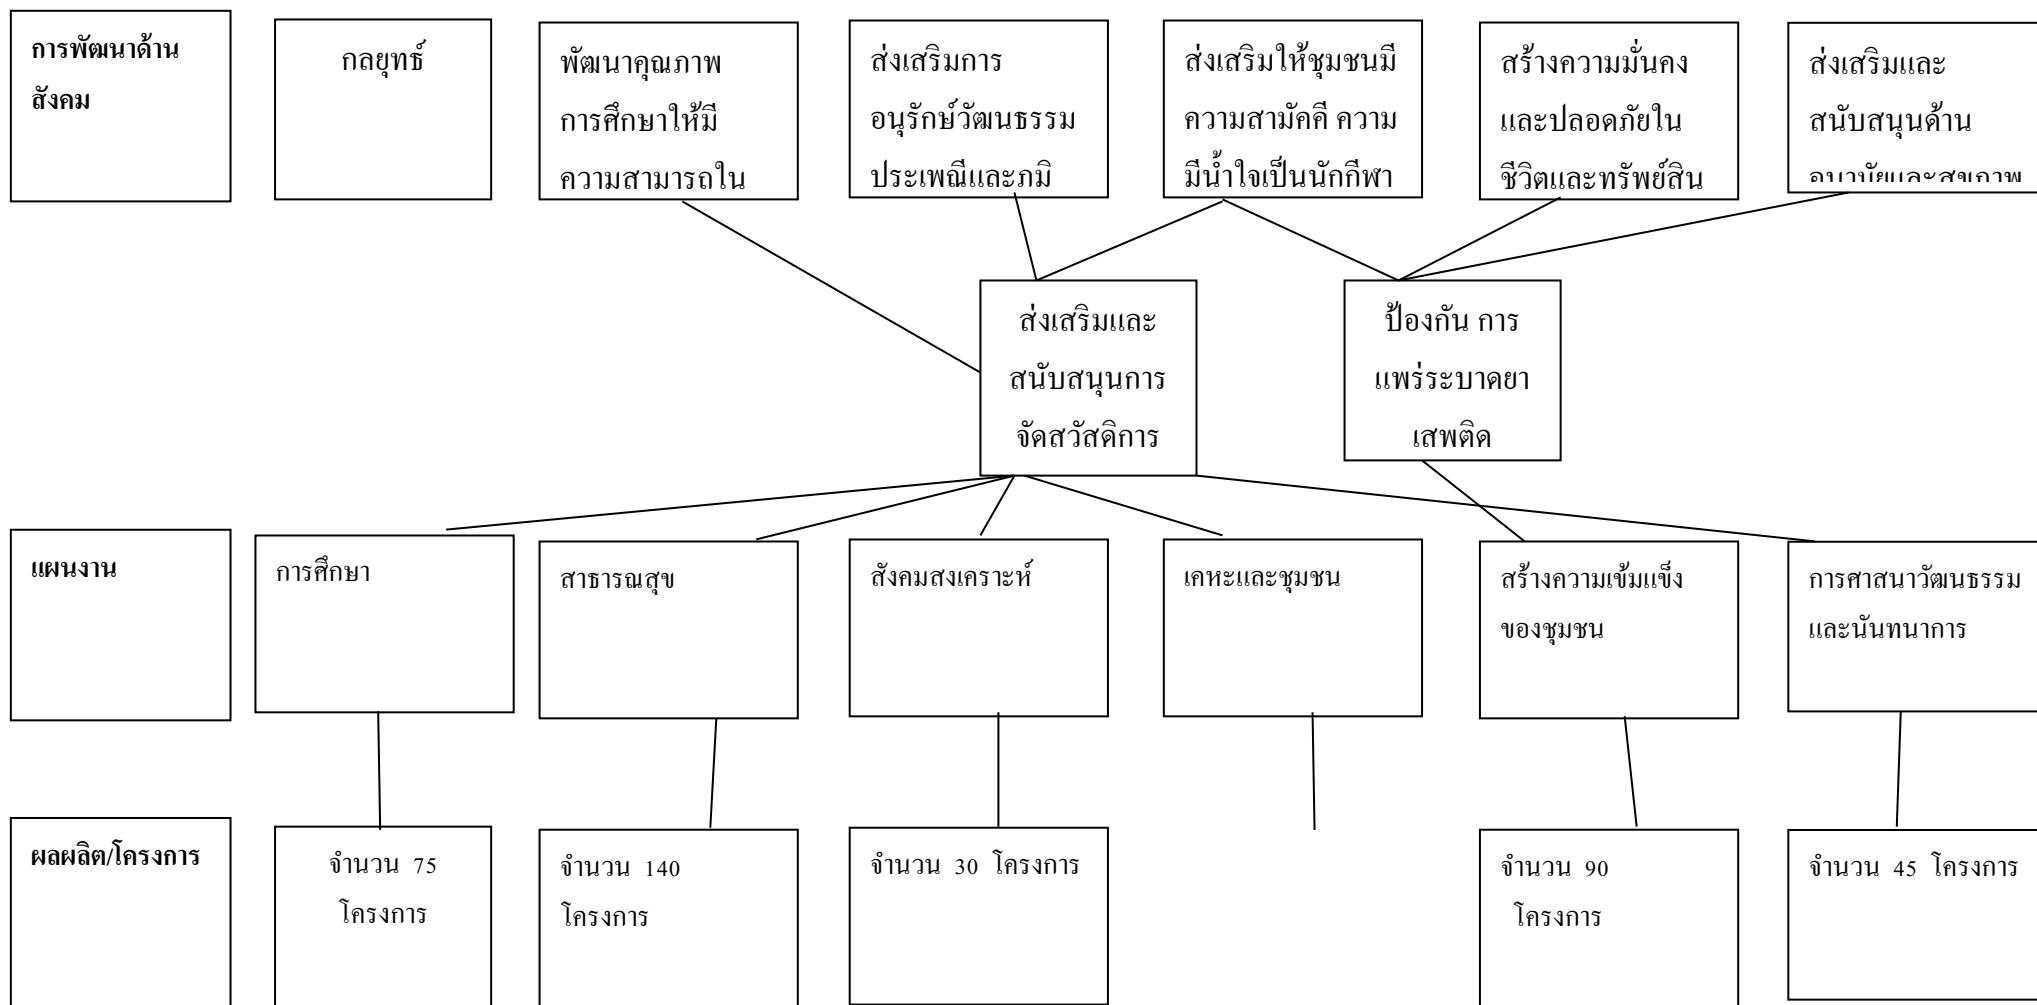 การพัฒนาด้าน
สังคม
กลยุทธ์
พัฒนาคุณภาพ
การศึกษาให้มี
ความสามารถใน
ส่งเสริมการ
อนุรักษ์วัฒนธรรม
ประเพณีและภูมิ
ส่งเสริมให้ชุมชนมี
ความสามัคคี ความ
มีน้ำใจเป็นนักกีฬา
สร้างความมั่นคง
และปลอดภัยใน
ชีวิตและทรัพย์สิน
ส่งเสริมและ
สนับสนุนด้าน
อนามัยและสุขภาพ
ส่งเสริมและ
สนับสนุนการ
จัดสวัสดิการ
ป้องกัน การ
แพร่ระบาดยา
เสพติด
แผนงาน
การศึกษา
สาธารณสุข
สังคมสงเคราะห์
เคหะและชุมชน
สร้างความเข้มแข็ง
ของชุมชน
การศาสนาวัฒนธรรม
และนันทนาการ
ผลผลิต/โครงการ
จำนวน 75
โครงการ
จำนวน 140
โครงการ
จำนวน 30 โครงการ
จำนวน 90
โครงการ
จำนวน 45 โครงการ